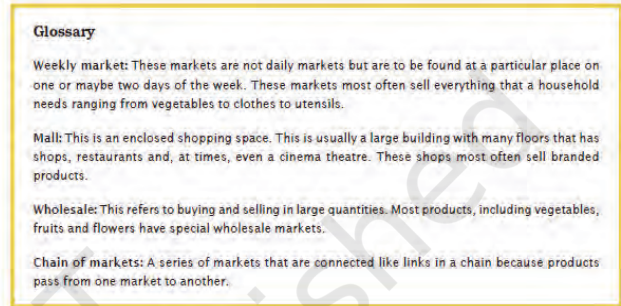 Glossary
Weekly market: These markets are not daily markets but are to be found at a particular place on
one or maybe two days of the week. These markets most often sell everything that a household
needs ranging from vegetables to clothes to utensils.
Mall: This is an enclosed shopping space. This is usually a large building with many floors that has
shops, restaurants and, at times, even a cinema theatre. These shops most often sell branded
products.
Wholesale: This refers to buying and selling in large quantities. Most products, including vegetables,
fruits and flowers have special wholesale markets.
Chain of markets: A series of markets that are connected like links in a chain because products
pass from one market to another.